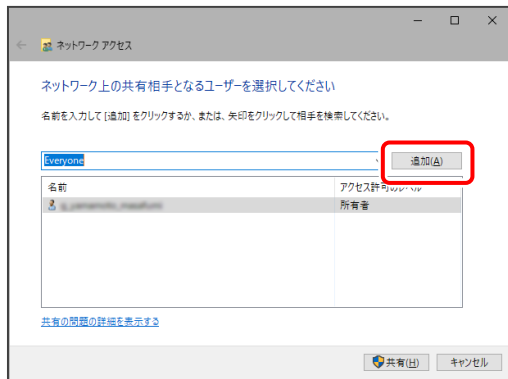 ネットワーク アクセス
ネットワーク上の共有相手となるユーザーを選択してください
名前を入力して [追加] をクリックするか、または、矢印をクリックして相手を検索してください。
Everyone
追加(A)
名前
アクセス許可のレベル
所有者
共有の問題の詳細を表示する
共有(H)
キャンセル